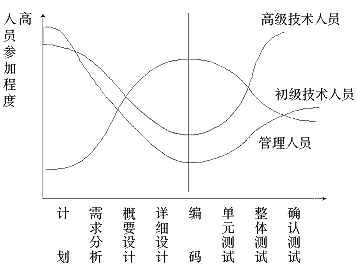 人员参加程度
高
高级技术人员
初级技术人员
管理人员
计划
需求分析
概要设计
详细设计
编码
单元测试
整体测试
确认测试